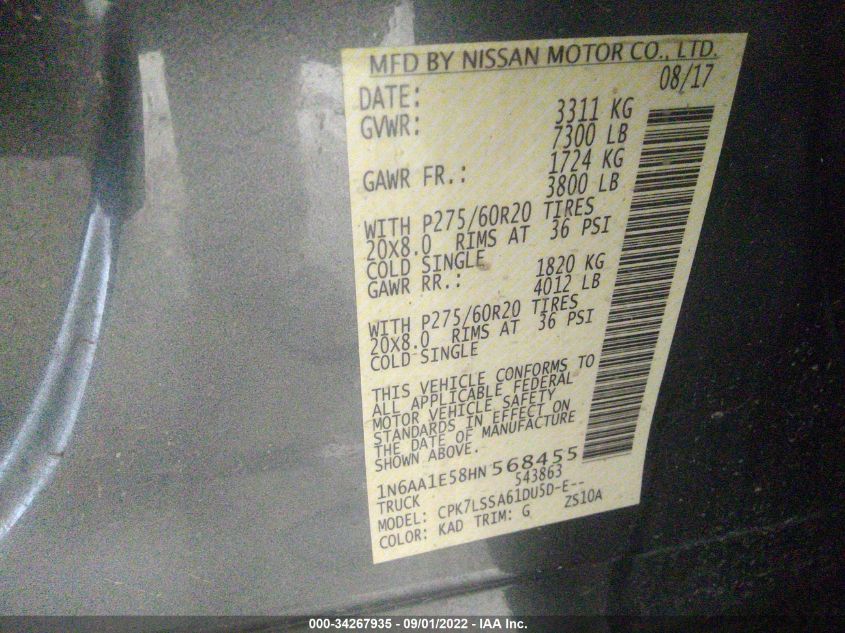 MFD BY NISSAN MOTOR CO., LTD.
DATE: 08/17
GVWR: 3311 KG
7300 LB
GAWR FR.: 1724 KG
3800 LB
WITH P275/60R20 TIRES
20X8.0 RIMS AT 36 PSI
COLD SINGLE
GAWR RR.: 1820 KG
4012 LB
WITH P275/60R20 TIRES
20X8.0 RIMS AT 36 PSI
COLD SINGLE
THIS VEHICLE CONFORMS TO
ALL APPLICABLE FEDERAL
MOTOR VEHICLE SAFETY
STANDARDS IN EFFECT ON
THE DATE OF MANUFACTURE
SHOWN ABOVE.
1N6AA1E58HN568455
TRUCK 543863
MODEL: CPK7LSSA61DU5D-E--
COLOR: KAD TRIM: G ZS10A
000-34267935 - 09/01/2022 - IAA Inc.